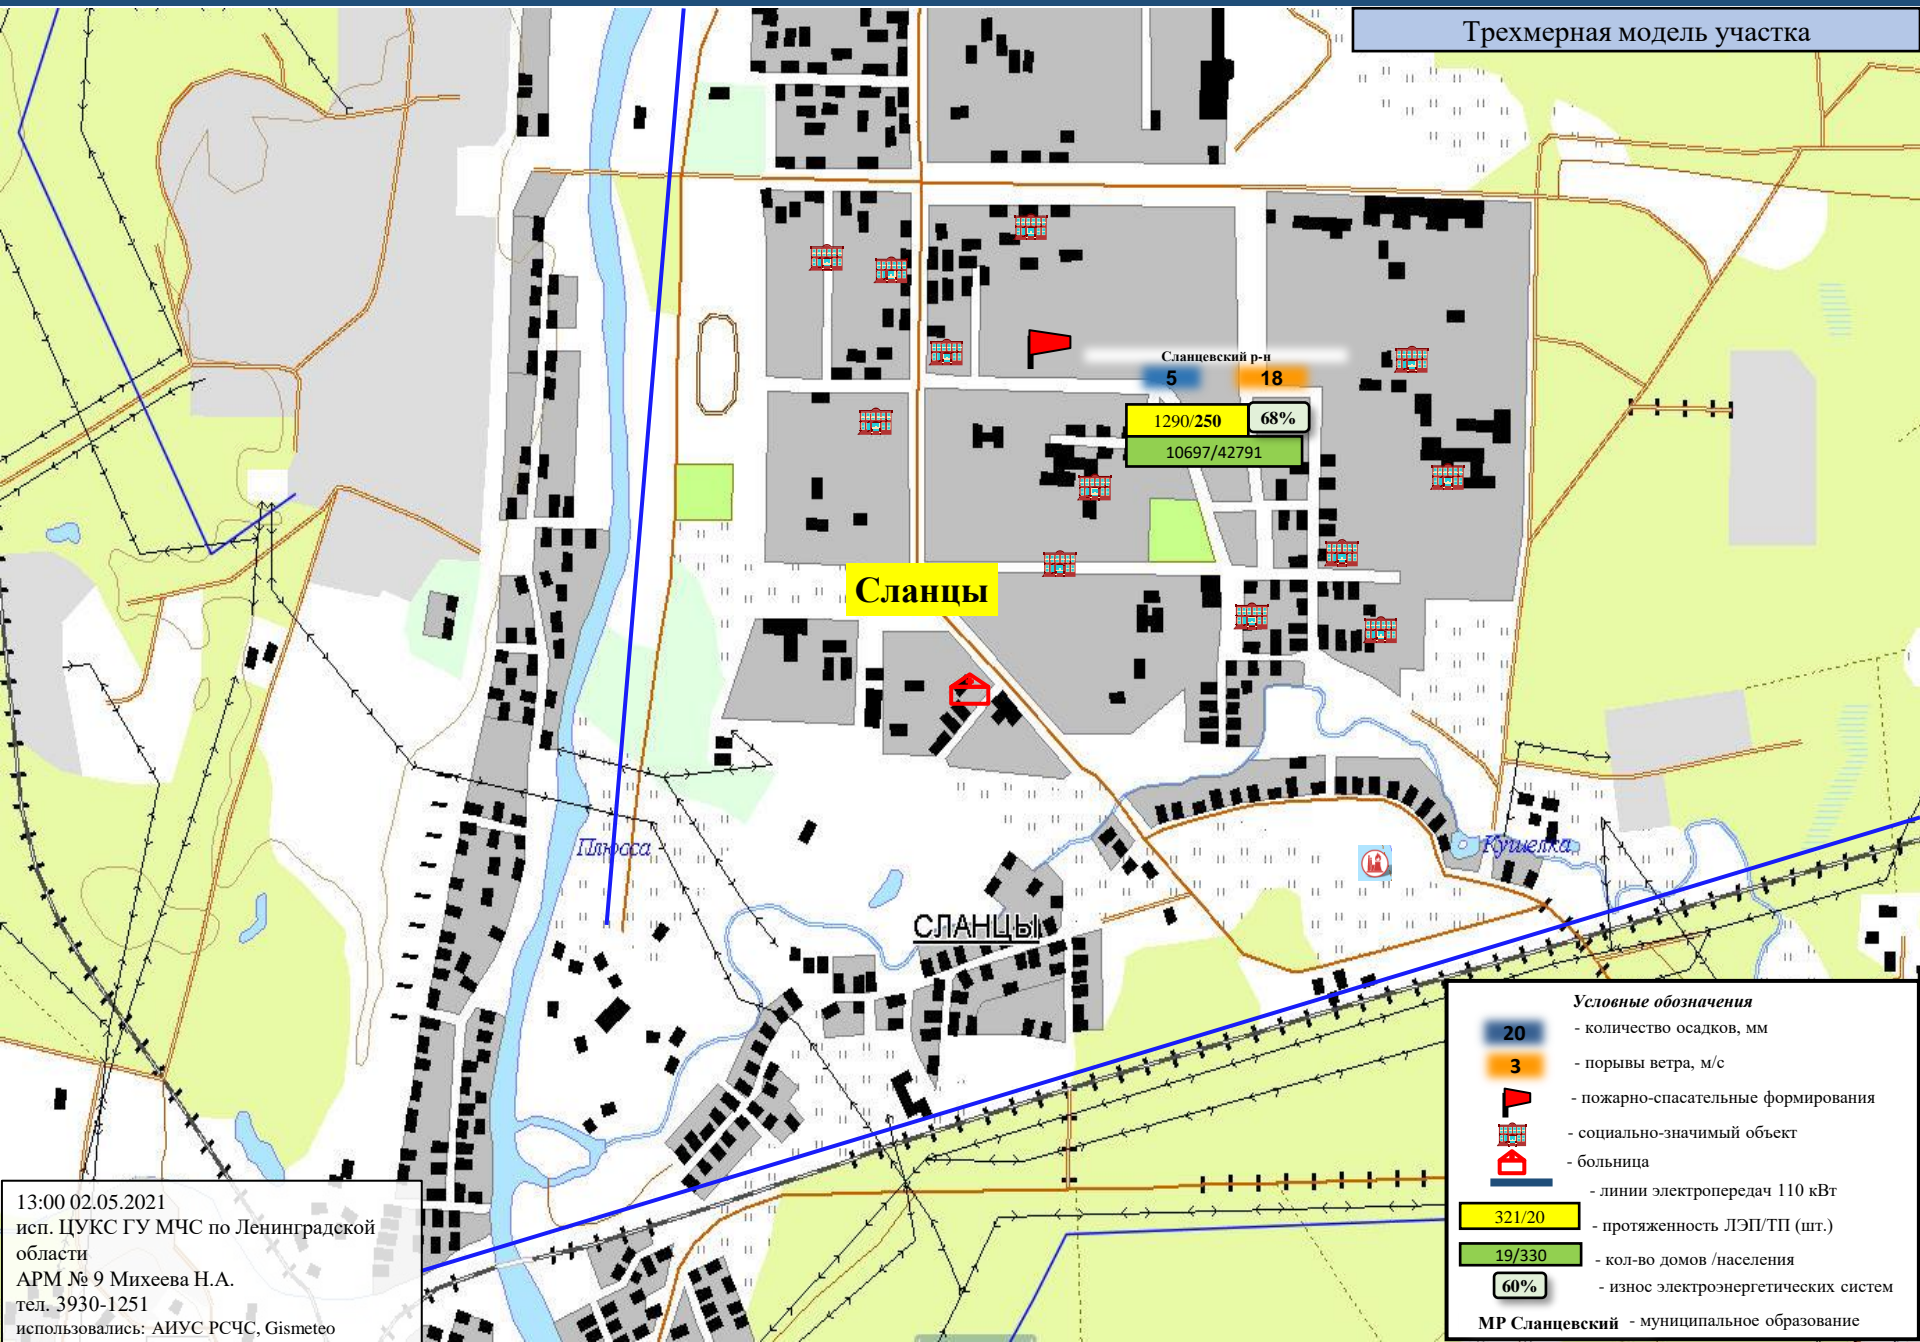 Трехмерная модель участка
Сланцевский р-н
5
18
1290/250
68%
10697/42791
Сланцы
Плюсса
Кушелка
СЛАНЦЫ
Условные обозначения
20 - количество осадков, мм
3 - порывы ветра, м/с
- пожарно-спасательные формирования
- социально-значимый объект
- больница
- линии электропередач 110 кВт
321/20 - протяженность ЛЭП/ТП (шт.)
19/330 - кол-во домов /населения
60% - износ электроэнергетических систем
МР Сланцевский - муниципальное образование
13:00 02.05.2021
исп. ЦУКС ГУ МЧС по Ленинградской
области
АРМ № 9 Михеева Н.А.
тел. 3930-1251
использовались: АИУС РСЧС, Gismeteo